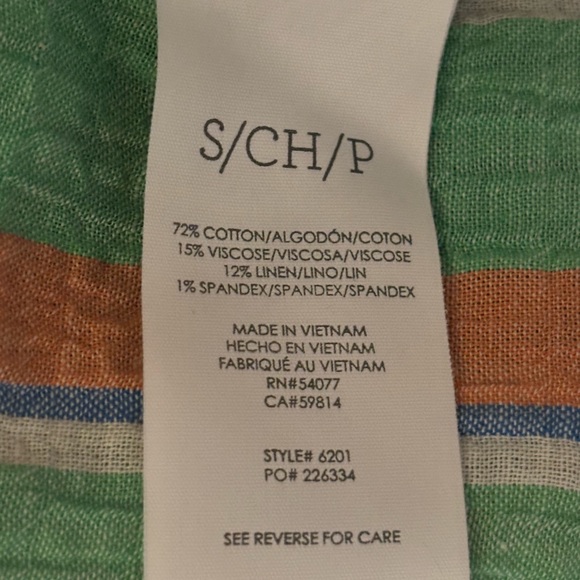 S/CH/P
72% COTTON/ALGODÓN/COTON
15% VISCOSE/VISCOSA/VISCOSE
12% LINEN/LINO/LIN
1% SPANDEX/SPANDEX/SPANDEX
MADE IN VIETNAM
HECHO EN VIETNAM
FABRIQUÉ AU VIETNAM
RN#54077
CA#59814
STYLE# 6201
PO# 226334
SEE REVERSE FOR CARE